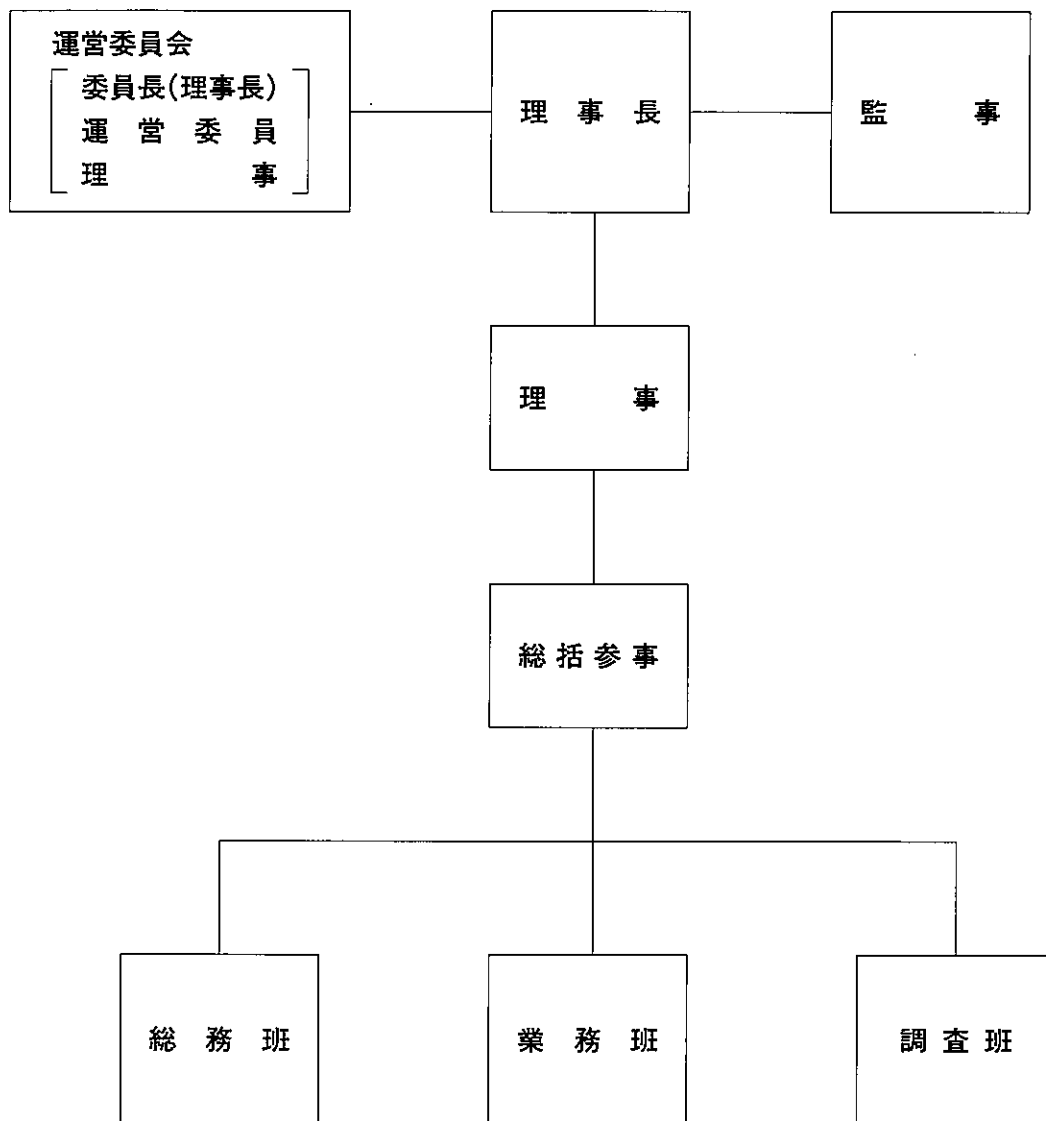 運営委員会
委員長(理事長)
運営委員
理事
理事長
監事
理事
総括参事
総務班
業務班
調査班